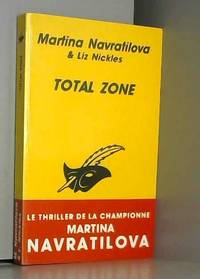 Martina Navratilova
& Liz Nickles
TOTAL ZONE
LE THRILLER DE LA CHAMPIONNE
MARTINA
NAVRATILOVA